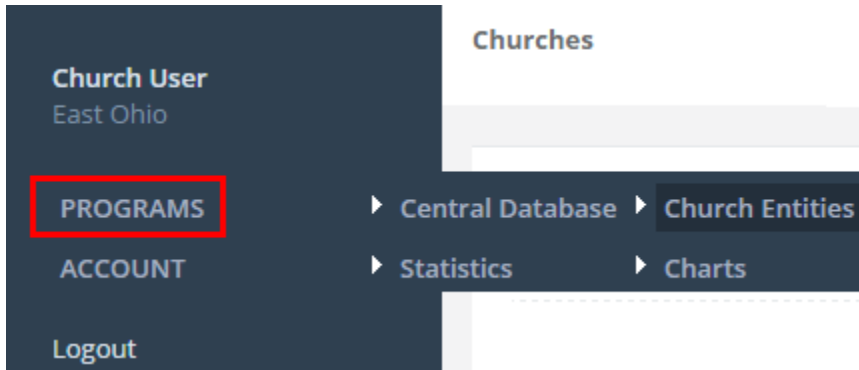 Churches
Church User
East Ohio
PROGRAMS Central Database Church Entities
ACCOUNT Statistics Charts
Logout